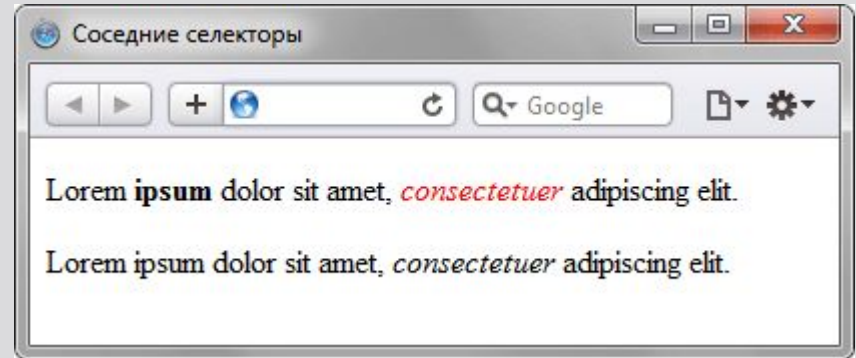 Соседние селекторы
Google
Lorem ipsum dolor sit amet, consectetuer adipiscing elit.
Lorem ipsum dolor sit amet, consectetuer adipiscing elit.